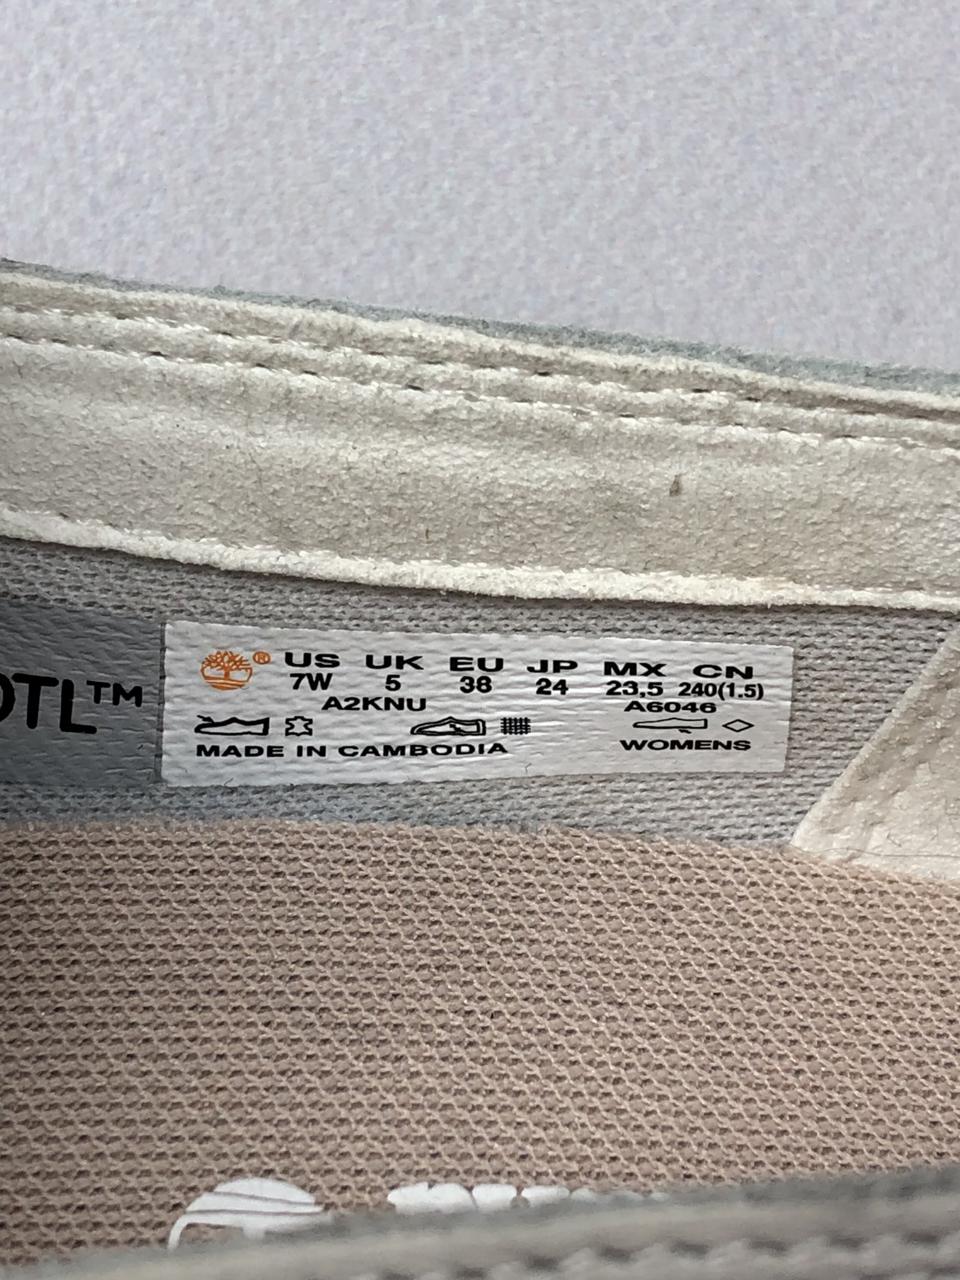 OTL™
® US UK EU JP MX CN
7W 5 38 24 23,5 240(1.5)
A2KNU A6046
MADE IN CAMBODIA WOMENS